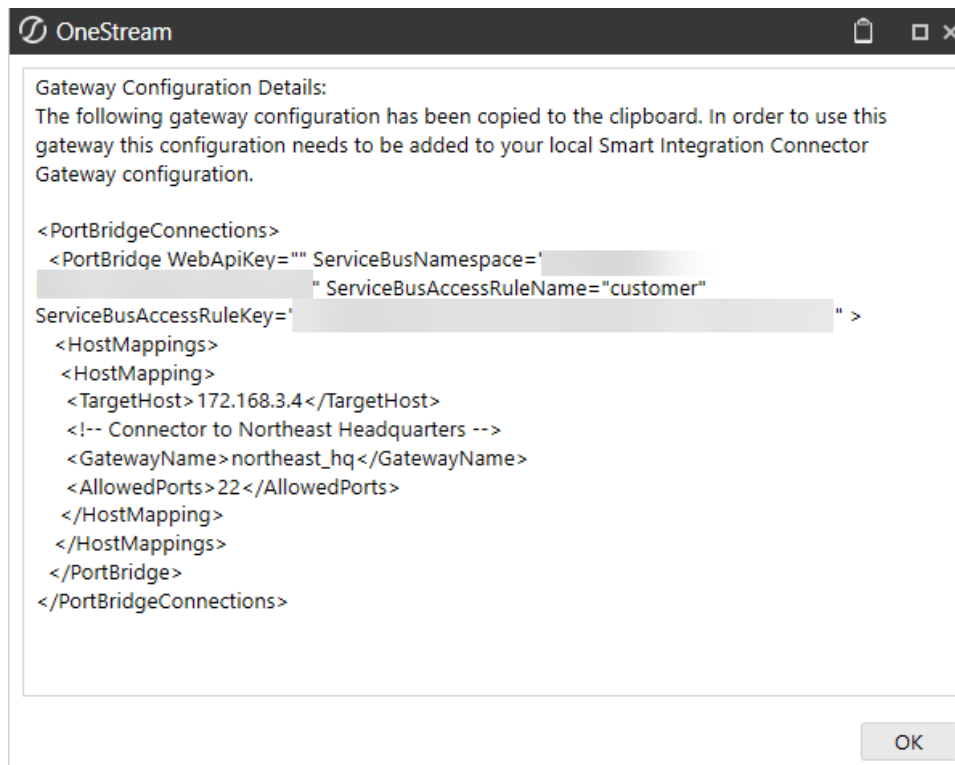 OneStream
Gateway Configuration Details:
The following gateway configuration has been copied to the clipboard. In order to use this
gateway this configuration needs to be added to your local Smart Integration Connector
Gateway configuration.
<PortBridgeConnections>
<PortBridge WebApiKey="" ServiceBusNamespace="
" ServiceBusAccessRuleName="customer"
ServiceBusAccessRuleKey="" >
<HostMappings>
<HostMapping>
<TargetHost>172.168.3.4</TargetHost>
<!-- Connector to Northeast Headquarters -->
<GatewayName>northeast_hq</GatewayName>
<AllowedPorts>22</AllowedPorts>
</HostMapping>
</HostMappings>
</PortBridge>
</PortBridgeConnections>
OK